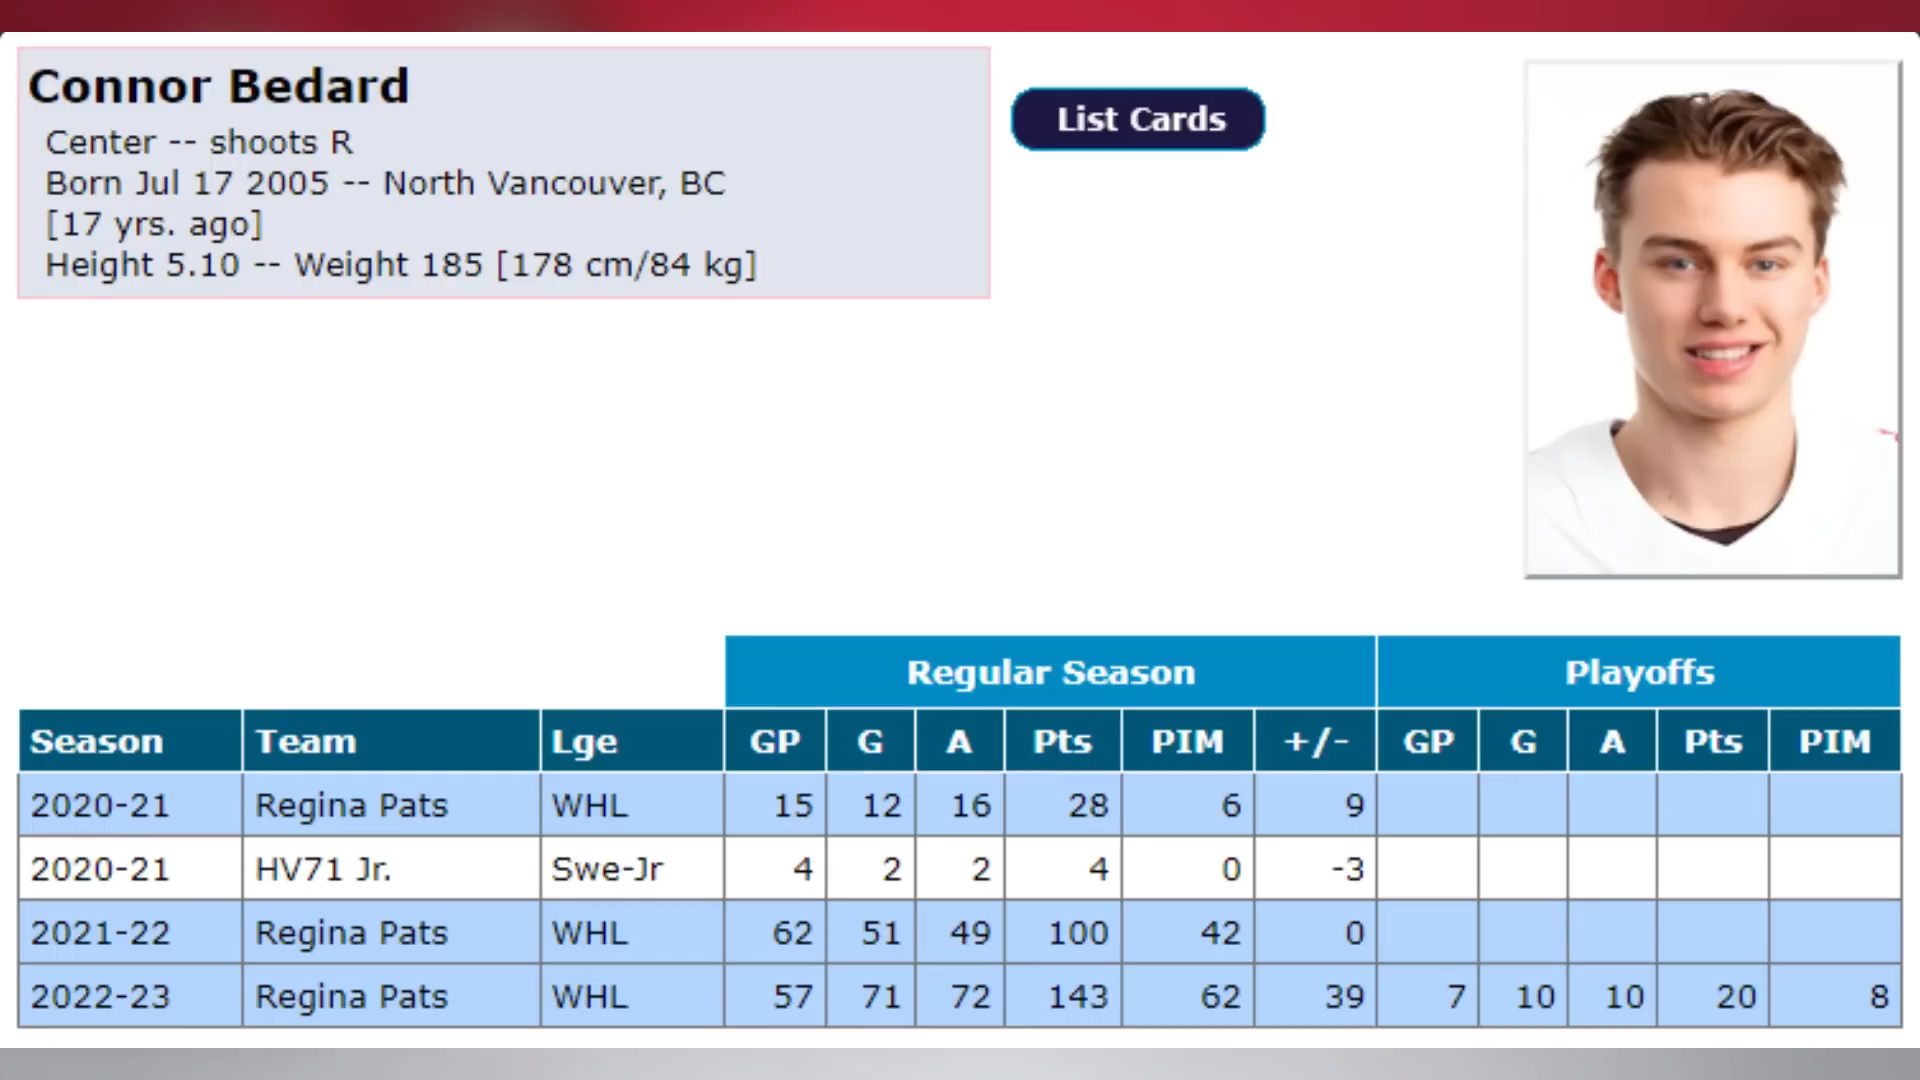 Connor Bedard
Center -- shoots R
Born Jul 17 2005 -- North Vancouver, BC
[17 yrs. ago]
Height 5.10 -- Weight 185 [178 cm/84 kg]
List Cards
Regular Season Playoffs
Season Team Lge GP G A Pts PIM +/- GP G A Pts PIM
2020-21 Regina Pats WHL 15 12 16 28 6 9
2020-21 HV71 Jr. Swe-Jr 4 2 2 4 0 -3
2021-22 Regina Pats WHL 62 51 49 100 42 0
2022-23 Regina Pats WHL 57 71 72 143 62 39 7 10 10 20 8